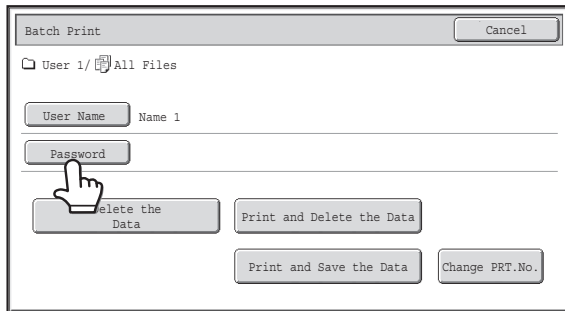 Batch Print
Cancel
User 1/ All Files
User Name
Name 1
Password
elete the
Data
Print and Delete the Data
Print and Save the Data
Change PRT.No.